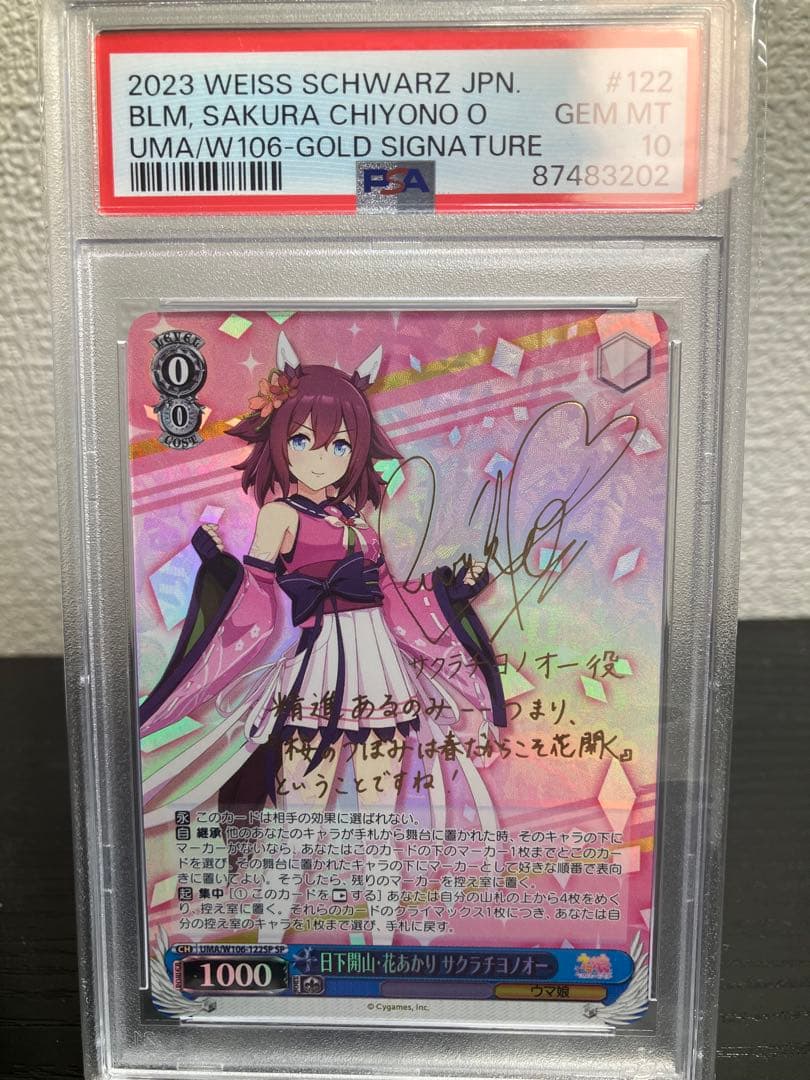 2023 WEISS SCHWARZ JPN. #122
BLM, SAKURA CHIYONO O GEM MT
UMA/W106-GOLD SIGNATURE 10
PSA 87483202
LEVEL
0
0
COST
サクラチヨノオー役
精進あるのみ――つまり、
『桜のつぼみは春だからこそ花開く』
ということですね!
永 このカードは相手の効果に選ばれない。
自 継承 他のあなたのキャラが手札から舞台に置かれた時、そのキャラの下に
マーカーがないなら、あなたはこのカードの下のマーカー1枚までとこのカー
ドを選び、その舞台に置かれたキャラの下にマーカーとして好きな順番で表向
きに置いてよい。そうしたら、残りのマーカーを控え室に置く。
起 集中 [① このカードを する] あなたは自分の山札の上から4枚をめく
り、控え室に置く。それらのカードのクライマックス1枚につき、あなたは自
分の控え室のキャラを1枚まで選び、手札に戻す。
CH UMA/W106-122SP SP
POWER 1000 日下開山・花あかり サクラチヨノオー
ウマ娘
© Cygames, Inc.